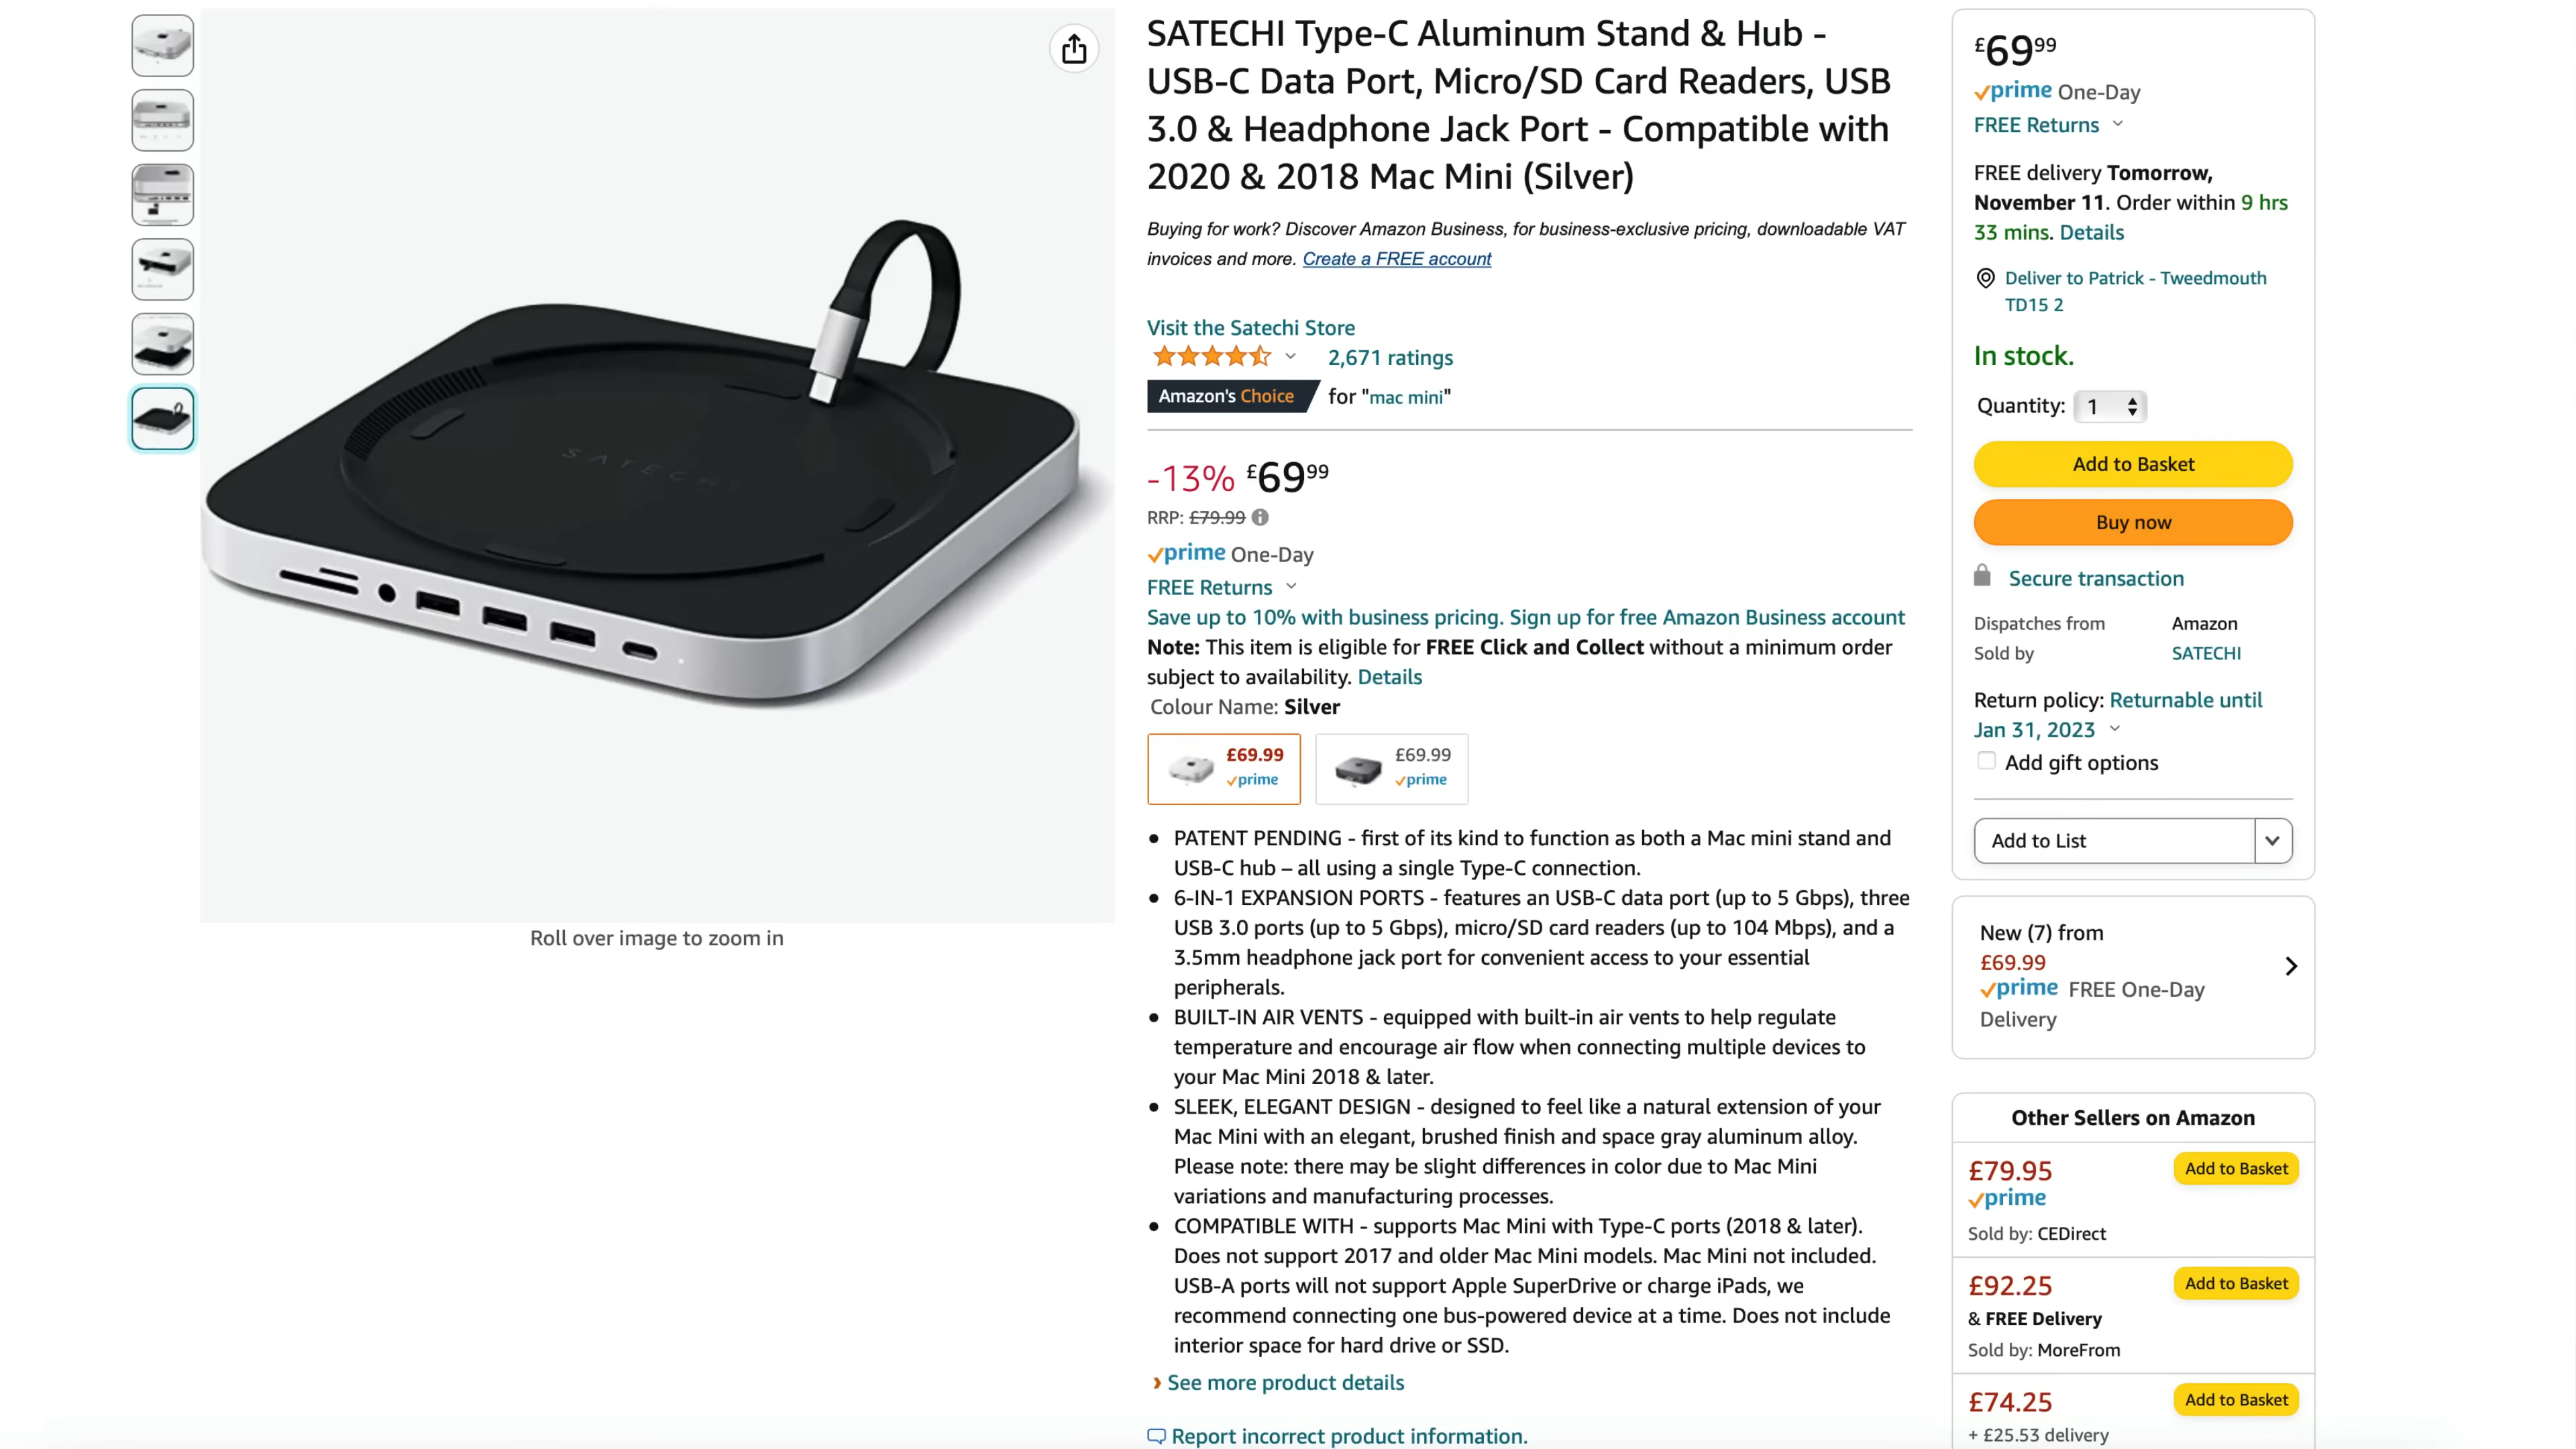 SATECHI Type-C Aluminum Stand & Hub -
USB-C Data Port, Micro/SD Card Readers, USB
3.0 & Headphone Jack Port - Compatible with
2020 & 2018 Mac Mini (Silver)
Buying for work? Discover Amazon Business, for business-exclusive pricing, downloadable VAT
invoices and more. Create a FREE account
Visit the Satechi Store
2,671 ratings
Amazon's Choice for "mac mini"
-13% £69⁹⁹
RRP: £79.99
prime One-Day
FREE Returns
Save up to 10% with business pricing. Sign up for free Amazon Business account
Note: This item is eligible for FREE Click and Collect without a minimum order
subject to availability. Details
Colour Name: Silver
£69.99
prime
£69.99
prime
PATENT PENDING - first of its kind to function as both a Mac mini stand and
USB-C hub – all using a single Type-C connection.
6-IN-1 EXPANSION PORTS - features an USB-C data port (up to 5 Gbps), three
USB 3.0 ports (up to 5 Gbps), micro/SD card readers (up to 104 Mbps), and a
3.5mm headphone jack port for convenient access to your essential
peripherals.
BUILT-IN AIR VENTS - equipped with built-in air vents to help regulate
temperature and encourage air flow when connecting multiple devices to
your Mac Mini 2018 & later.
SLEEK, ELEGANT DESIGN - designed to feel like a natural extension of your
Mac Mini with an elegant, brushed finish and space gray aluminum alloy.
Please note: there may be slight differences in color due to Mac Mini
variations and manufacturing processes.
COMPATIBLE WITH - supports Mac Mini with Type-C ports (2018 & later).
Does not support 2017 and older Mac Mini models. Mac Mini not included.
USB-A ports will not support Apple SuperDrive or charge iPads, we
recommend connecting one bus-powered device at a time. Does not include
interior space for hard drive or SSD.
See more product details
Report incorrect product information.
SATECHI
Roll over image to zoom in
£69⁹⁹
prime One-Day
FREE Returns
FREE delivery Tomorrow,
November 11. Order within 9 hrs
33 mins. Details
Deliver to Patrick - Tweedmouth
TD15 2
In stock.
Quantity: 1
Add to Basket
Buy now
Secure transaction
Dispatches from Amazon
Sold by SATECHI
Return policy: Returnable until
Jan 31, 2023
Add gift options
Add to List
New (7) from
£69.99
prime FREE One-Day
Delivery
Other Sellers on Amazon
£79.95 Add to Basket
prime
Sold by: CEDirect
£92.25 Add to Basket
& FREE Delivery
Sold by: MoreFrom
£74.25 Add to Basket
+ £25.53 delivery